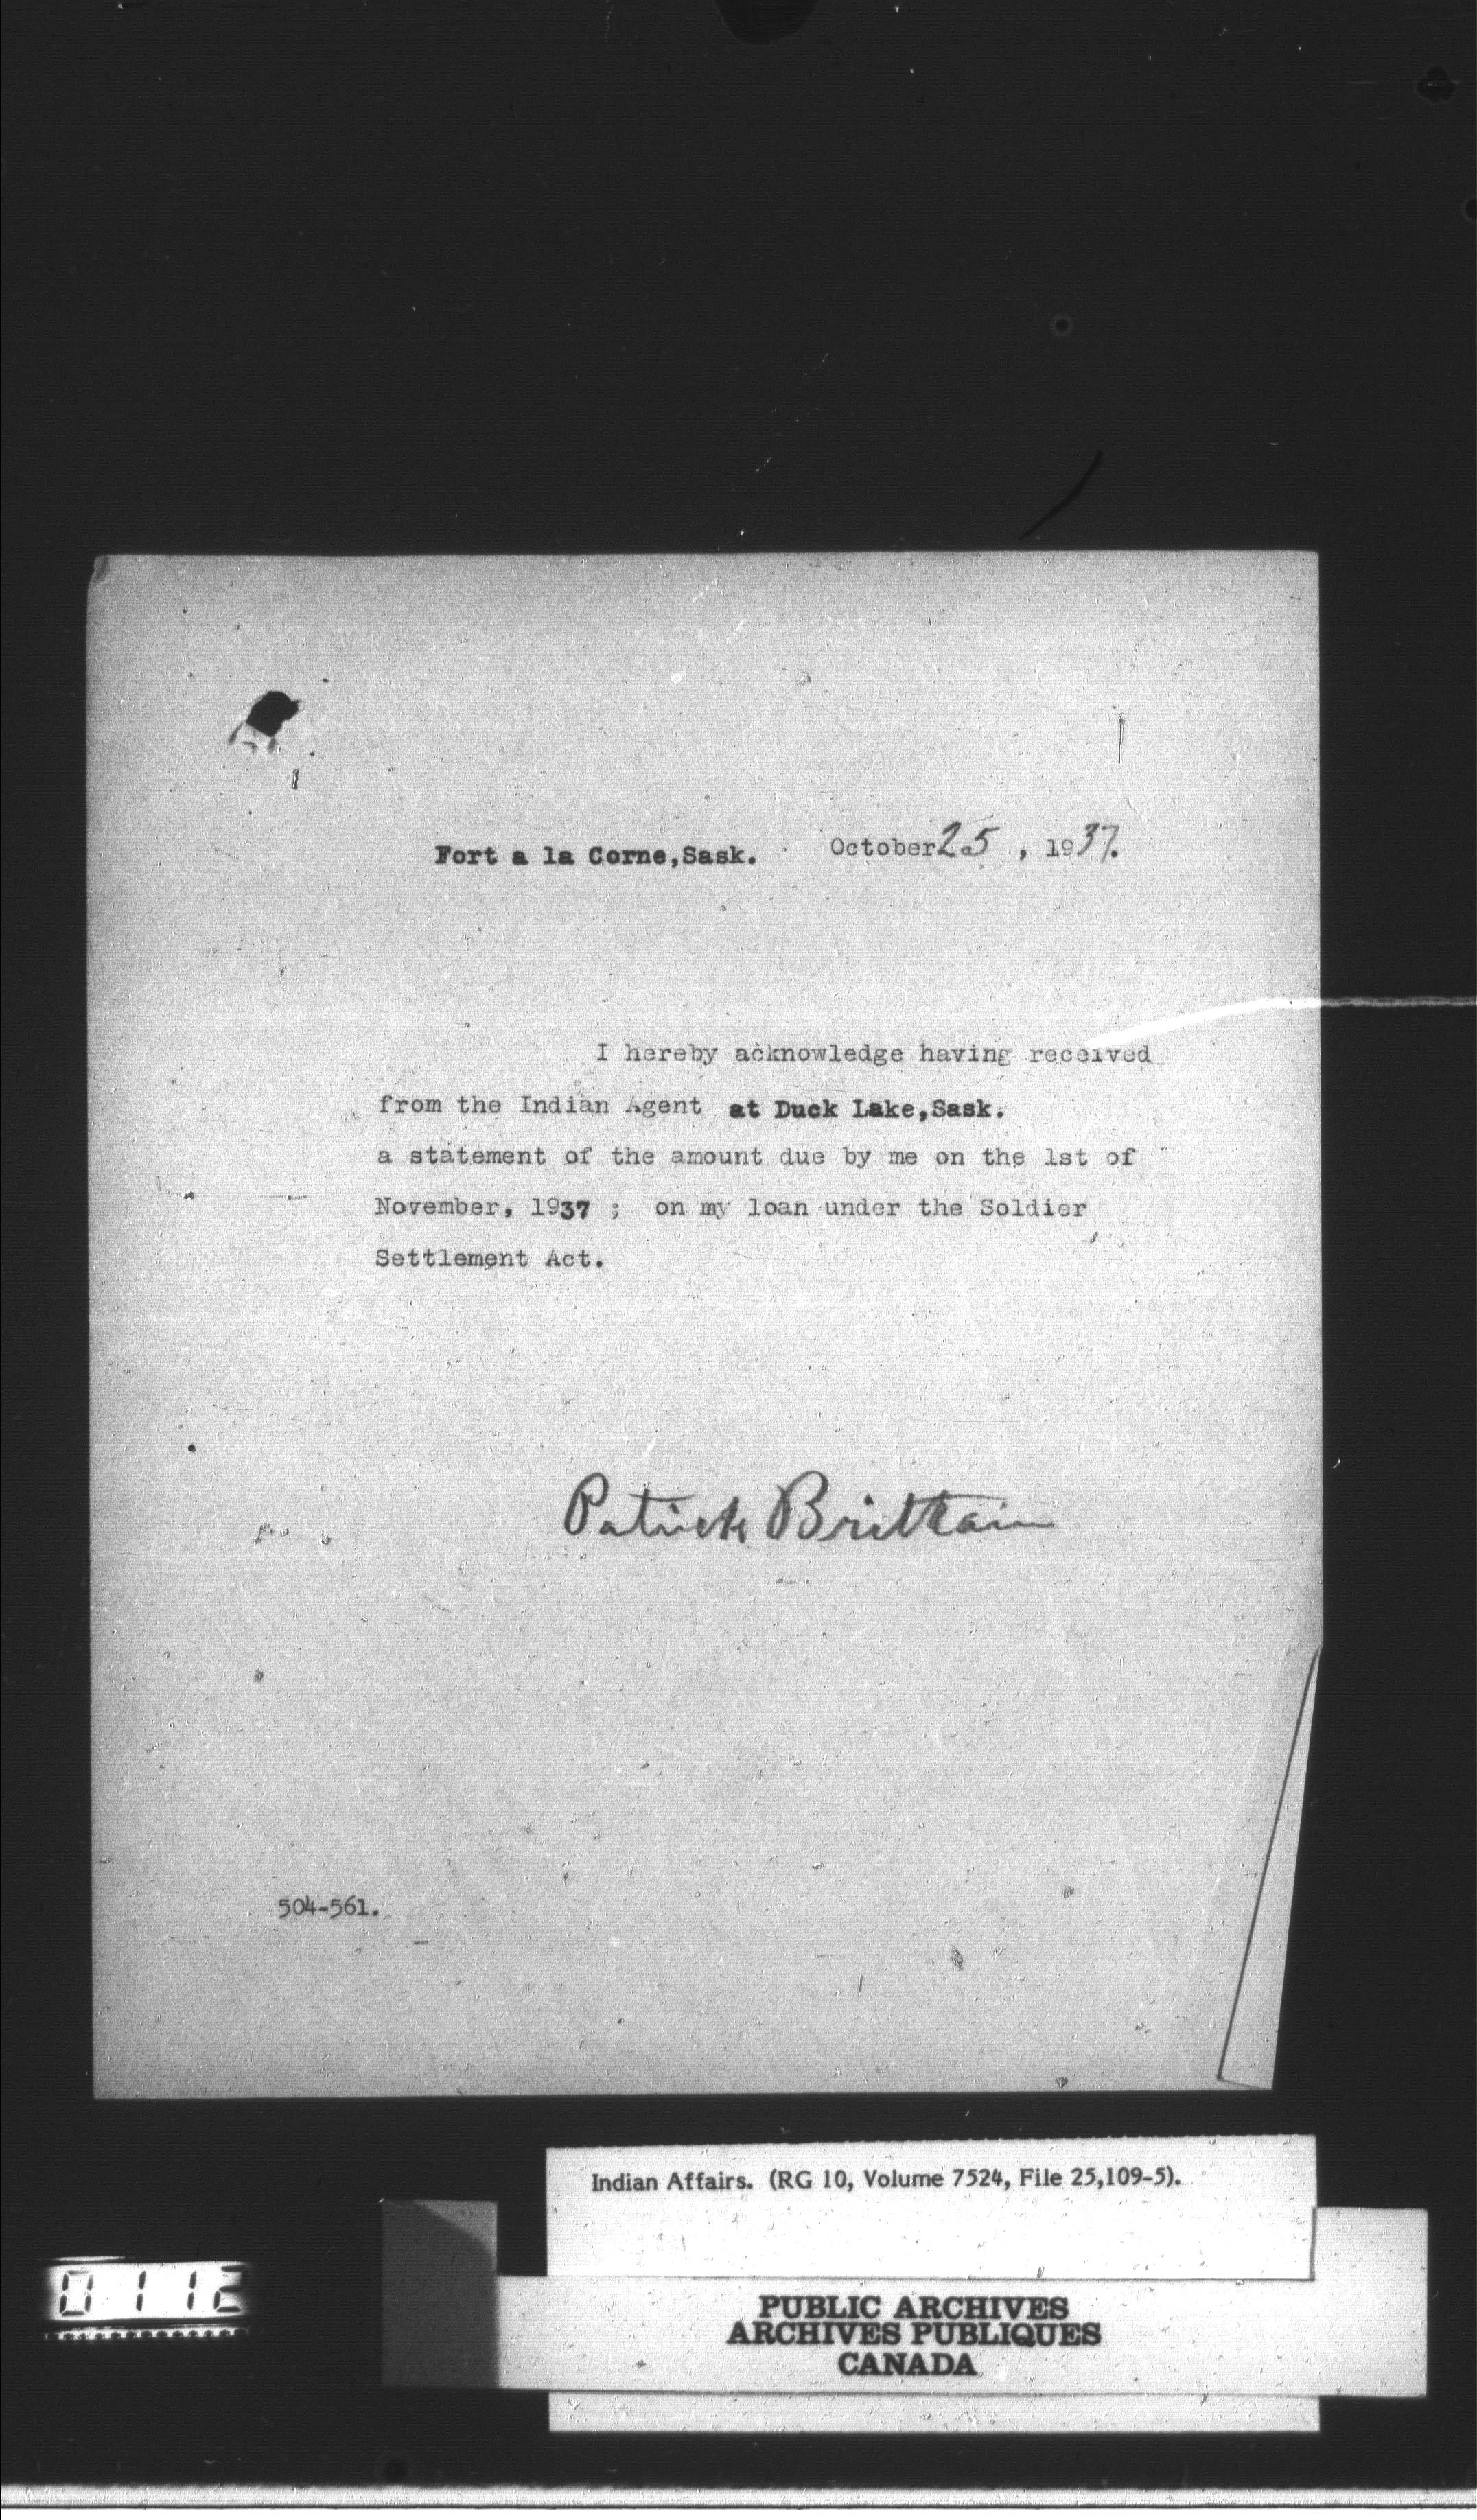 Fort a la Corne,Sask. October 25 , 1937.
I hereby acknowledge having received
from the Indian Agent at Duck Lake,Sask.
a statement of the amount due by me on the 1st of
November, 1937 ; on my loan under the Soldier
Settlement Act.
Patrick Brittain
504-561.
Indian Affairs. (RG 10, Volume 7524, File 25,109-5).
PUBLIC ARCHIVES
ARCHIVES PUBLIQUES
CANADA
0112